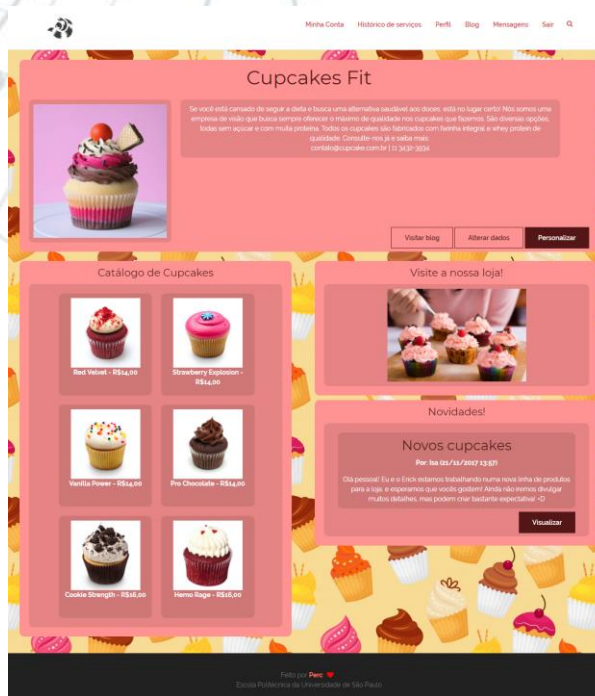 Minha Conta Histórico de serviços Perfil Blog Mensagens Sair
Cupcakes Fit
Se você está cansado de seguir a dieta e busca uma alternativa saudável aos doces, está no lugar certo! Nós somos uma
empresa de visão que busca sempre oferecer o máximo de qualidade nos cupcakes que fazemos. São diversas opções,
todas sem açúcar e com muita proteína. Todos os cupcakes são fabricados com farinha integral e whey protein de
qualidade. Consulte-nos já e saiba mais:
contato@cupcake.com.br | 11 3432-3934
Visitar blog Alterar dados Personalizar
Catálogo de Cupcakes
Red Velvet - R$14,00
Strawberry Explosion -
R$14,00
Vanilla Power - R$14,00
Pro Chocolate - R$14,00
Cookie Strength - R$16,00
Hemo Rage - R$16,00
Visite a nossa loja!
Novidades!
Novos cupcakes
Por: Isa (21/11/2017 13:57)
Olá pessoal! Eu e o Erick estamos trabalhando numa nova linha de produtos
para a loja, e esperamos que vocês gostem! Ainda não iremos divulgar
muitos detalhes, mas podem criar bastante expectativa! =D
Visualizar
Feito por Perc ♥
Escola Politécnica da Universidade de São Paulo